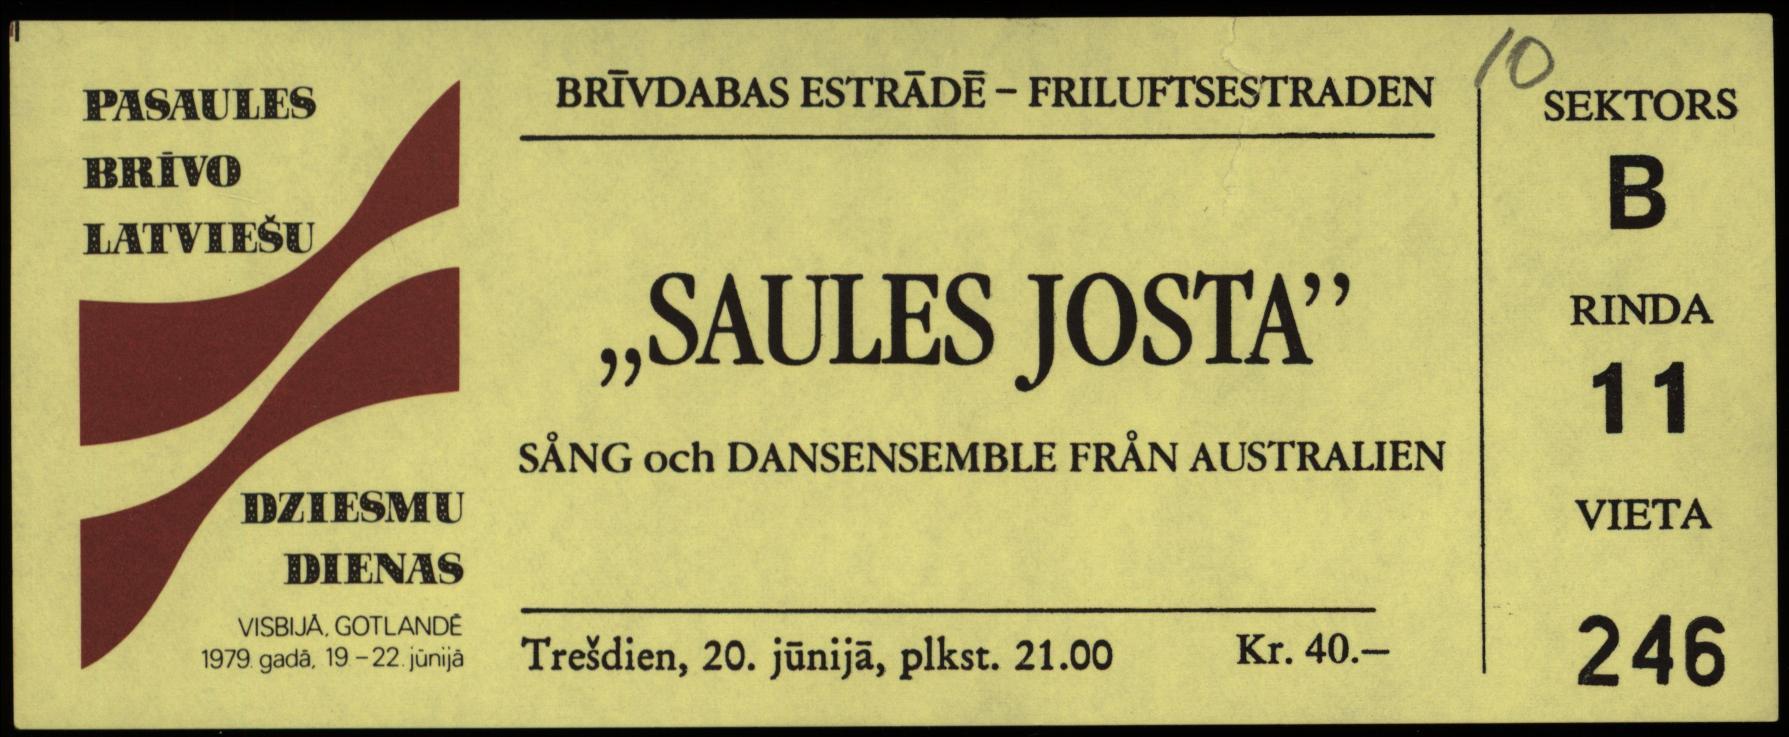 PASAULES
BRĪVO
LATVIEŠU
DZIESMU
DIENAS
VISBIJĀ, GOTLANDĒ
1979. gadā, 19.–22. jūnijā
BRĪVDABAS ESTRĀDĒ – FRILUFTSESTRADEN
„SAULES JOSTA”
SÅNG och DANSENSEMBLE FRÅN AUSTRALIEN
Trešdien, 20. jūnijā, plkst. 21.00
Kr. 40.—
10
SEKTORS
B
RINDA
11
VIETA
246